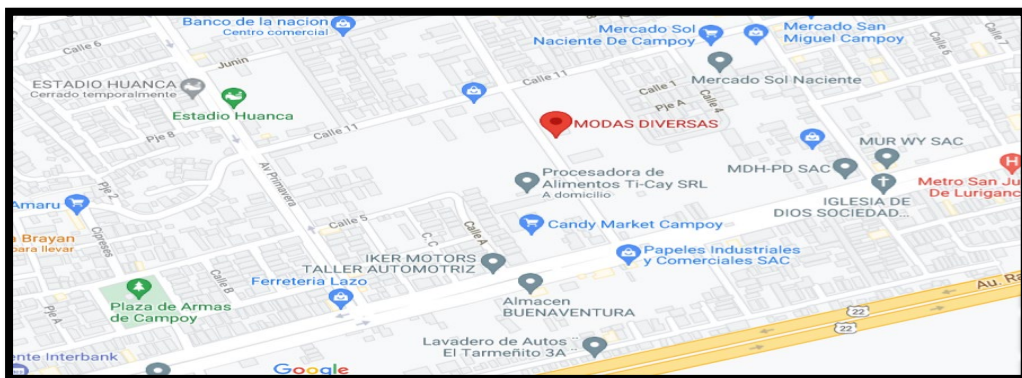 Banco de la nacion
Centro comercial
Mercado Sol
Naciente De Campoy
Mercado San
Miguel Campoy
Calle 7
Calle 6
Calle 6
Junin
ESTADIO HUANCA
Cerrado temporalmente
Estadio Huanca
Calle 11
Calle 11
Calle 1
Pje A
Calle 4
Mercado Sol Naciente
MODAS DIVERSAS
Pje 8
Av Primavera
MUR WY SAC
MDH-PD SAC
Procesadora de
Alimentos Ti-Cay SRL
A domicilio
Metro San Ju
De Luriganc
IGLESIA DE
DIOS SOCIEDAD...
Pje 2
Amaru
Cipreses
Calle 5
C. C
Calle A
Candy Market Campoy
Brayan
para llevar
IKER MOTORS
TALLER AUTOMOTRIZ
Papeles Industriales
y Comerciales SAC
Calle B
Ferreteria Lazo
Plaza de Armas
de Campoy
Pje A
Almacen
BUENAVENTURA
Au. Ra
22
22
Lavadero de Autos
El Tarmeñito 3A
ente Interbank
Google